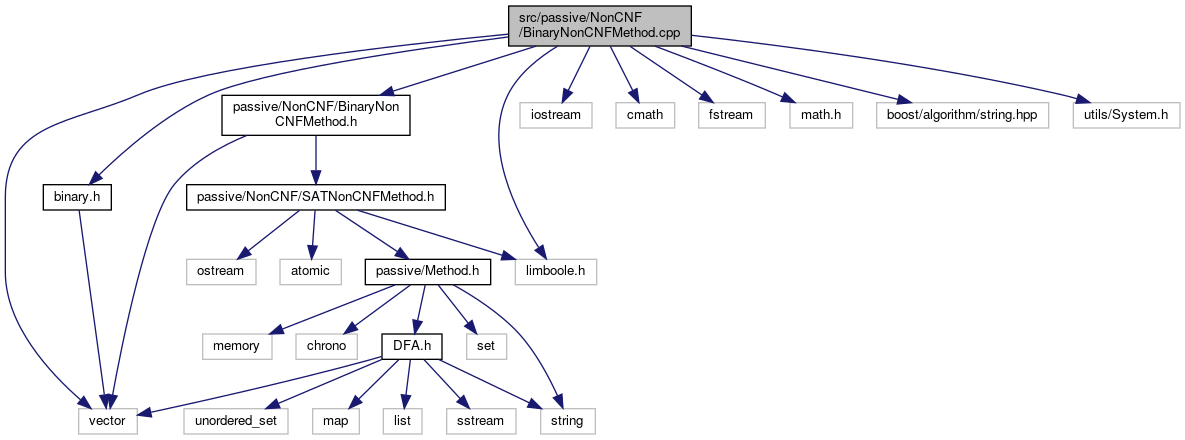 src/passive/NonCNF
/BinaryNonCNFMethod.cpp
passive/NonCNF/BinaryNon
CNFMethod.h
iostream
cmath
fstream
math.h
boost/algorithm/string.hpp
utils/System.h
binary.h
passive/NonCNF/SATNonCNFMethod.h
ostream
atomic
passive/Method.h
limboole.h
memory
chrono
DFA.h
set
vector
unordered_set
map
list
sstream
string